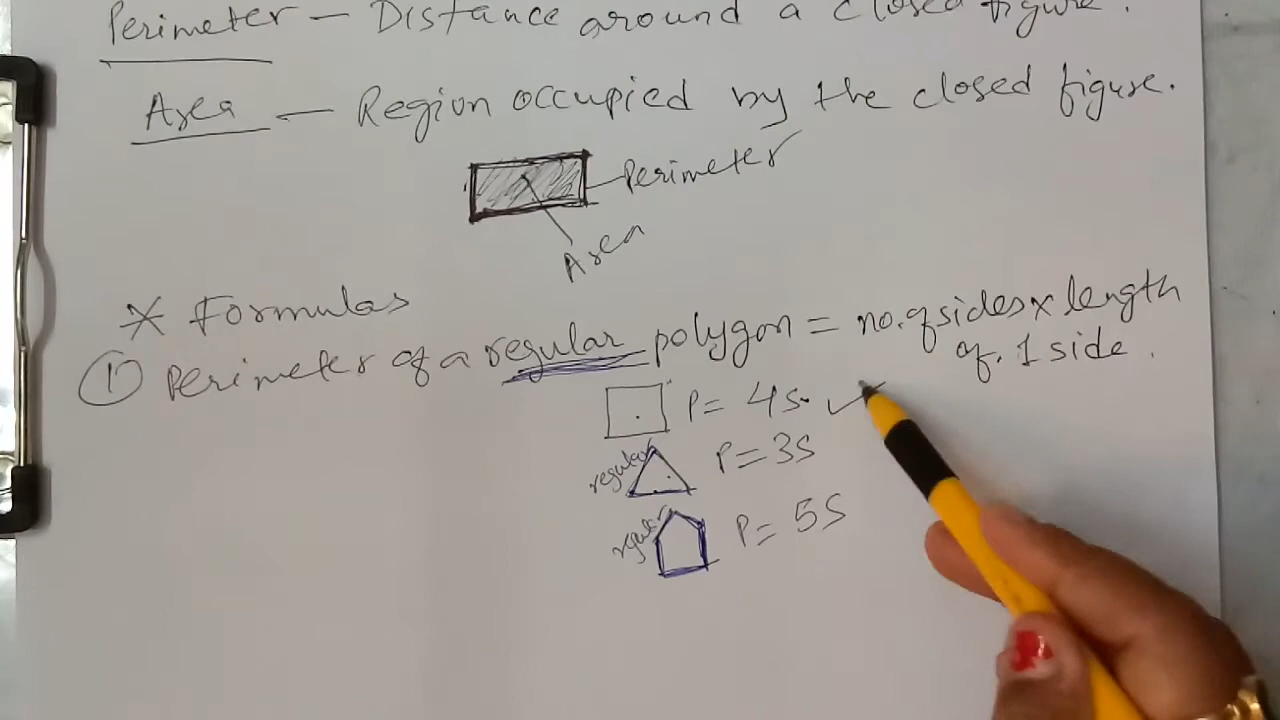 Perimeter - Distance around a closed figure.
Area - Region occupied by the closed figure.
Perimeter
Area
* Formulas
① Perimeter of a regular polygon = no. of sides x length
of. 1 side.
P = 4s. ✓
regular P = 3s
regular P = 5s